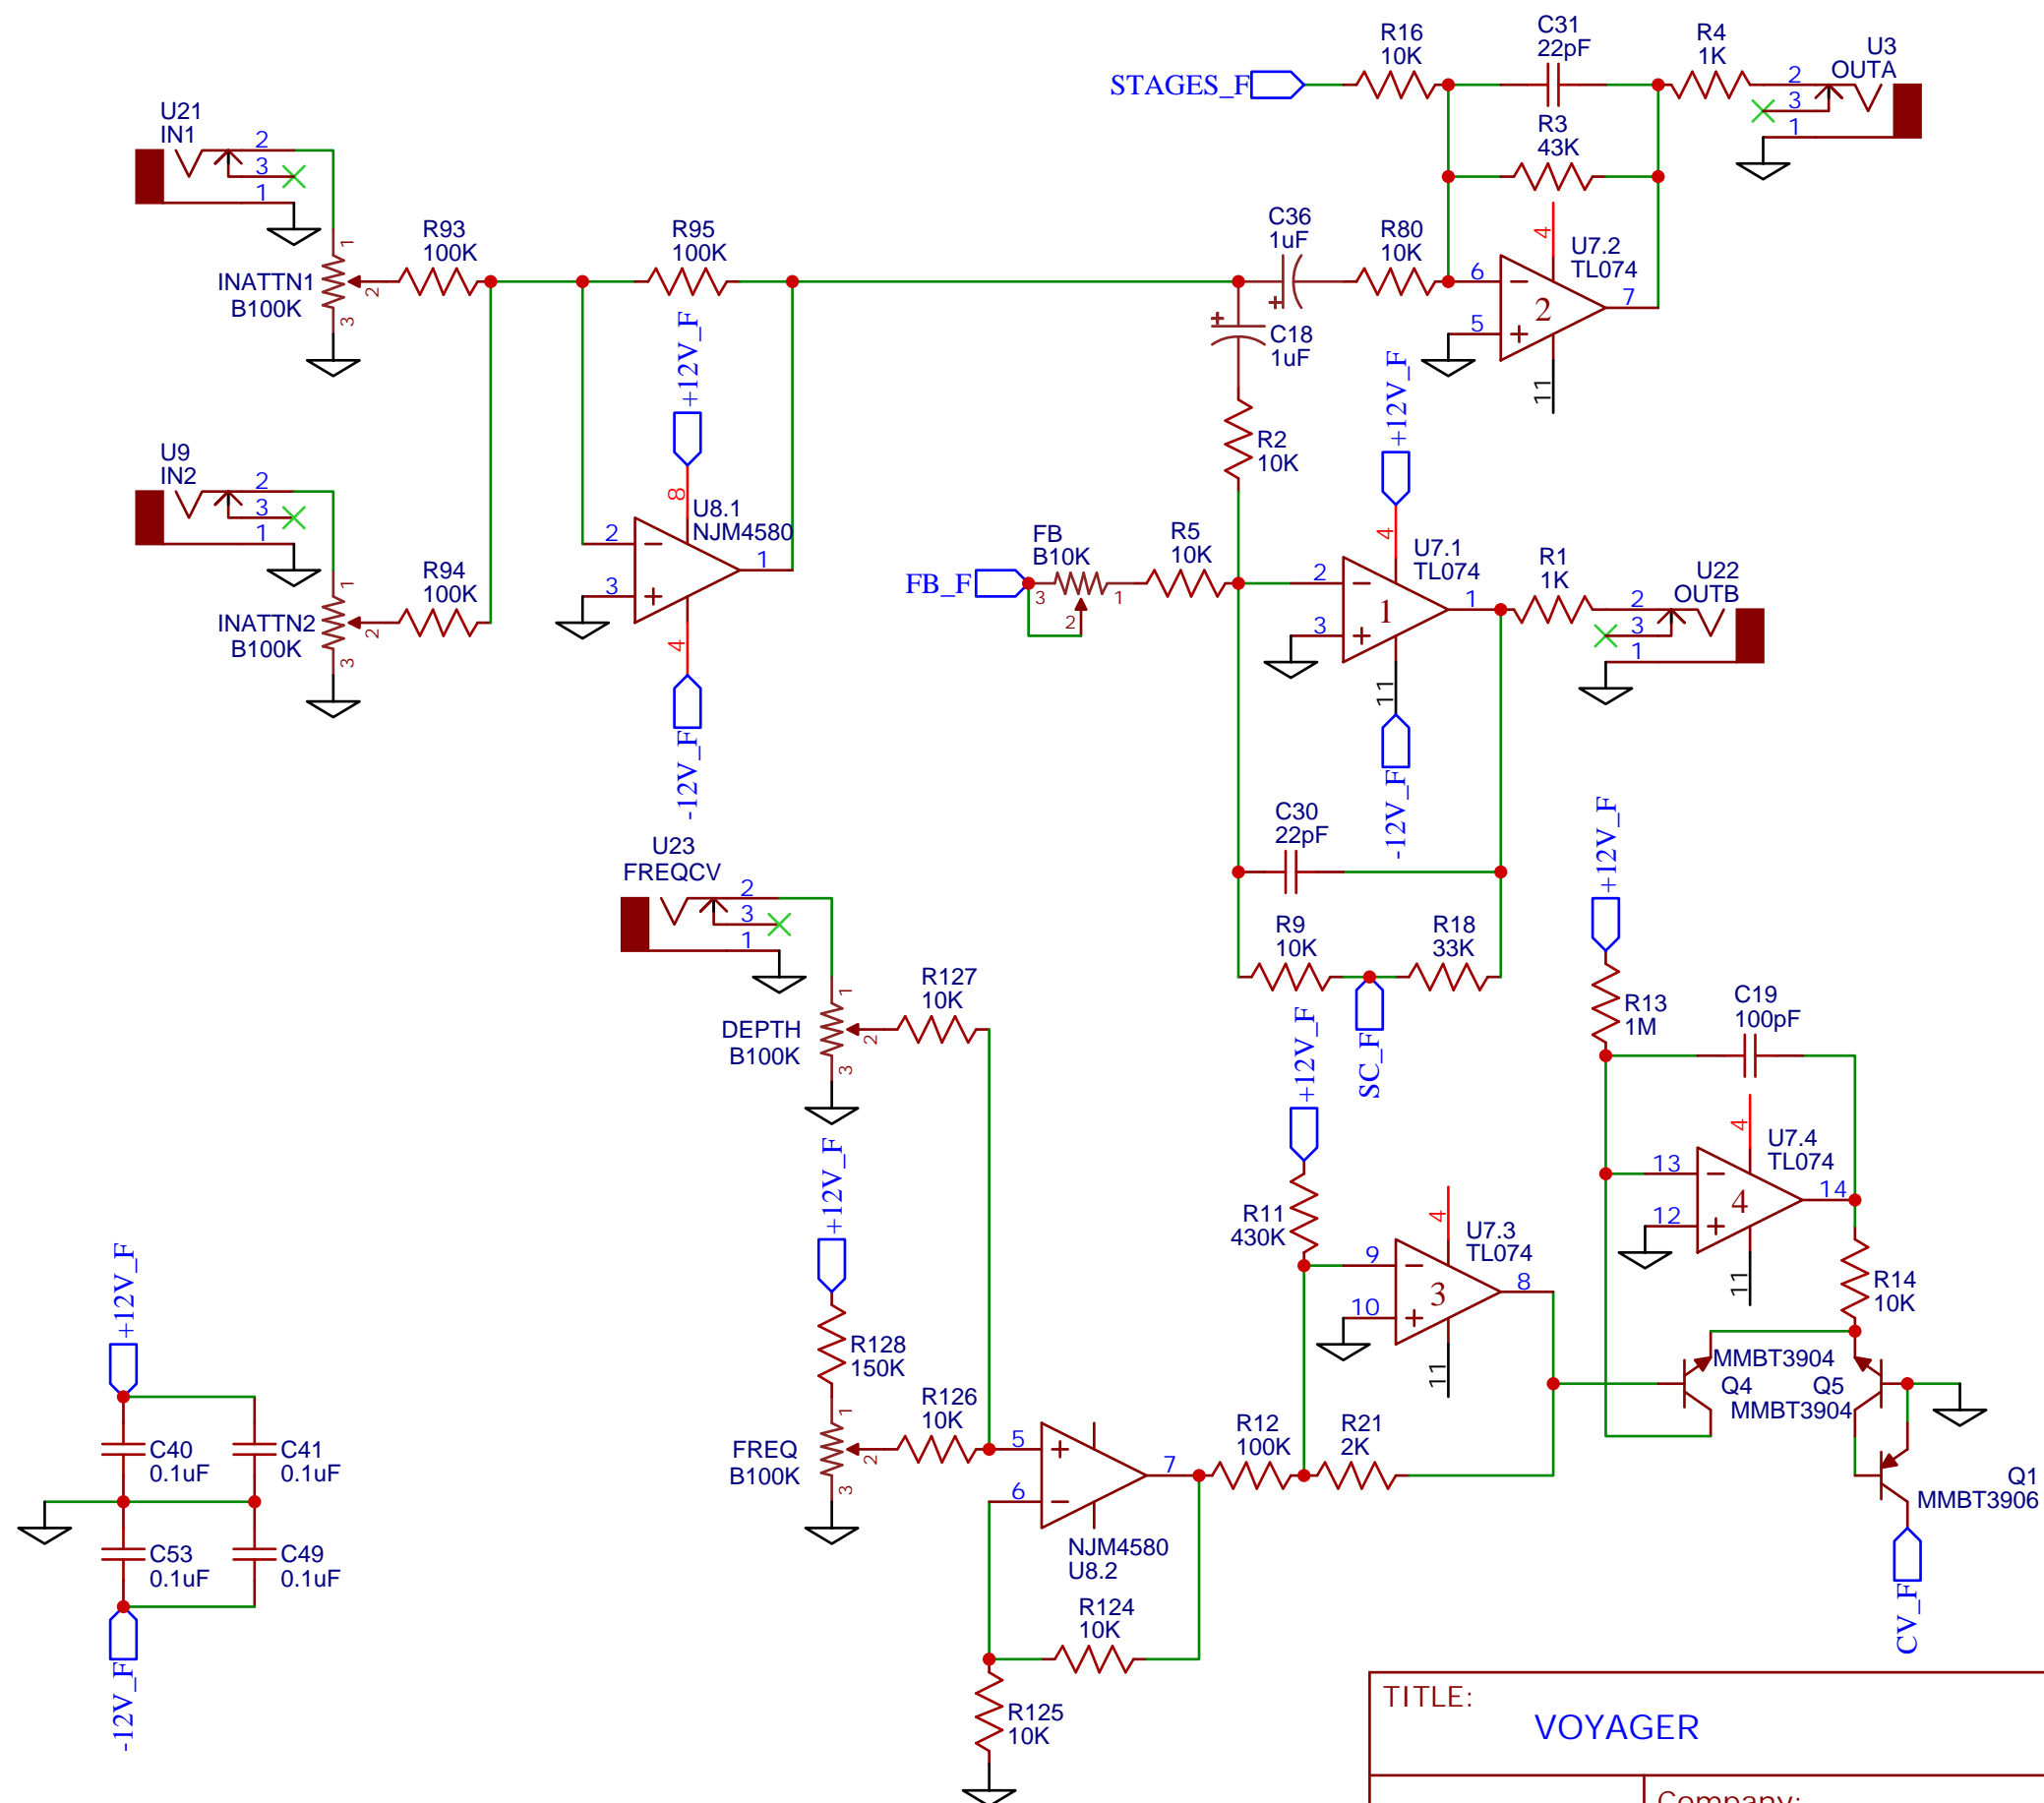 STAGES_F
R16
10K
C31
22pF
R4
1K
U3
OUTA
2
3
1
R3
43K
U21
IN1
2
3
1
R93
100K
R95
100K
INATTN1
B100K
1
2
3
C36
1uF
+
R80
10K
4
U7.2
TL074
6
5
2
7
11
+
C18
1uF
+12V_F
R2
10K
+12V_F
U9
IN2
2
3
1
8
U8.1
NJM4580
2
3
1
4
-12V_F
R94
100K
INATTN2
B100K
1
2
3
FB_F
FB
B10K
3
1
2
R5
10K
4
U7.1
TL074
2
3
1
1
11
-12V_F
R1
1K
U22
OUTB
2
3
1
C30
22pF
R9
10K
R18
33K
SC_F
U23
FREQCV
2
3
1
R127
10K
DEPTH
B100K
1
2
3
+12V_F
R13
1M
C19
100pF
4
U7.4
TL074
13
12
4
14
11
R14
10K
+12V_F
R11
430K
4
U7.3
TL074
9
10
3
8
11
MMBT3904
Q4
Q5
MMBT3904
Q1
MMBT3906
CV_F
+12V_F
R128
150K
R126
10K
FREQ
B100K
1
2
3
5
6
7
NJM4580
U8.2
R12
100K
R21
2K
R124
10K
R125
10K
+12V_F
C40
0.1uF
C41
0.1uF
C53
0.1uF
C49
0.1uF
-12V_F
TITLE:
VOYAGER
Company: